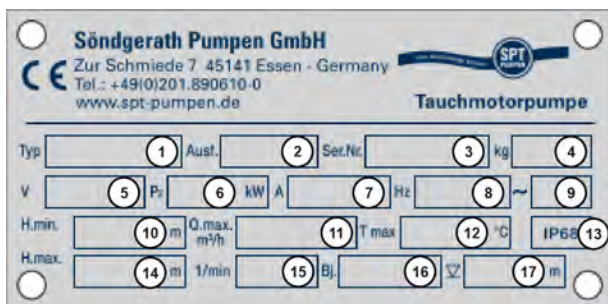 Söndgerath Pumpen GmbH
Zur Schmiede 7 45141 Essen - Germany
Tel.: +49(0)201.890610-0
www.spt-pumpen.de
CE
SPT
PUMPEN
Tauchmotorpumpe
Typ 1 Ausf. 2 Ser.Nr. 3 kg 4
V 5 P₂ 6 kW A 7 Hz 8 ~ 9
H.min. 10 m Q.max. m³/h 11 T max 12 °C IP68 13
H.max. 14 m 1/min 15 Bj. 16 ▽ 17 m